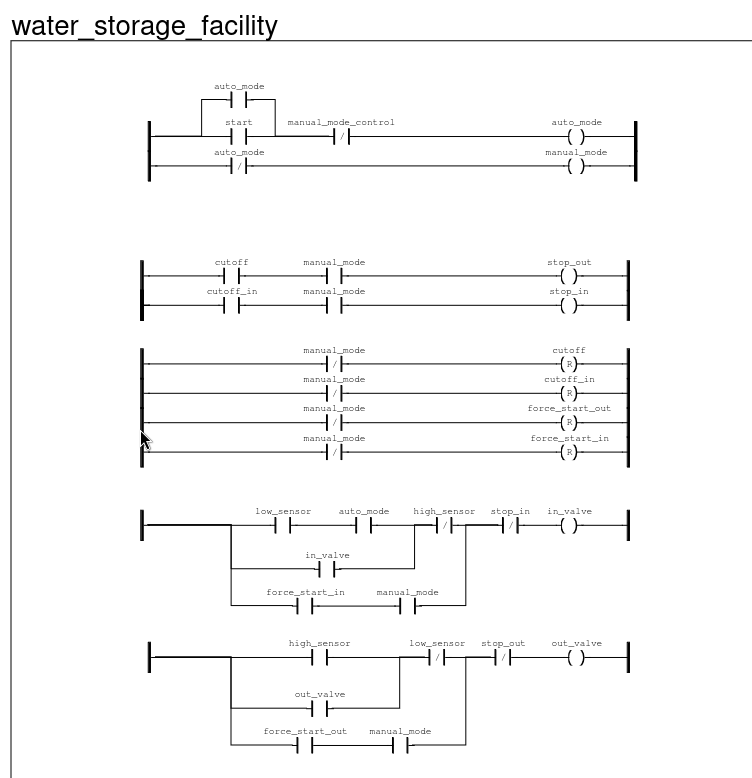 water_storage_facility
auto_mode
start manual_mode_control auto_mode
/ ( )
auto_mode manual_mode
/ ( )
cutoff manual_mode stop_out
( )
cutoff_in manual_mode stop_in
( )
manual_mode cutoff
/ (R)
manual_mode cutoff_in
/ (R)
manual_mode force_start_out
/ (R)
manual_mode force_start_in
/ (R)
low_sensor auto_mode high_sensor stop_in in_valve
/ / ( )
in_valve
force_start_in manual_mode
high_sensor low_sensor stop_out out_valve
/ / ( )
out_valve
force_start_out manual_mode